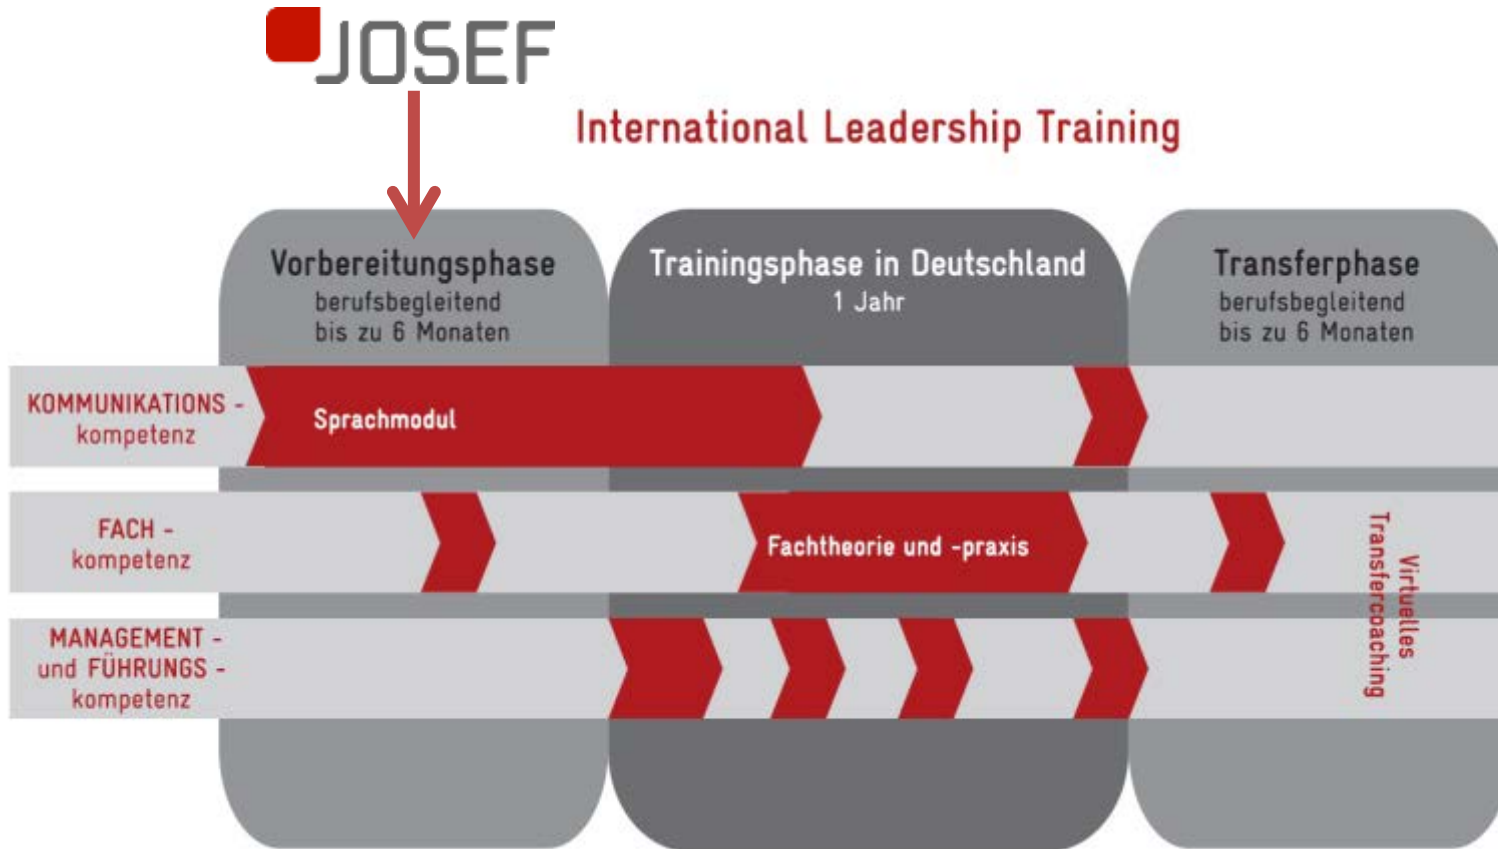 JOSEF
International Leadership Training
Vorbereitungsphase
berufsbegleitend
bis zu 6 Monaten
Trainingsphase in Deutschland
1 Jahr
Transferphase
berufsbegleitend
bis zu 6 Monaten
KOMMUNIKATIONS -
kompetenz
Sprachmodul
FACH -
kompetenz
Fachtheorie und -praxis
MANAGEMENT -
und FÜHRUNGS -
kompetenz
Virtuelles
Transfercoaching